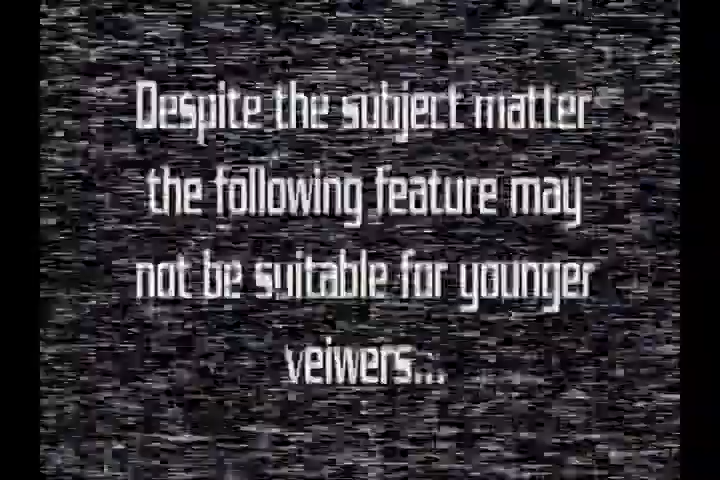 Despite the subject matter
the following feature may
not be suitable for younger
veiwers...